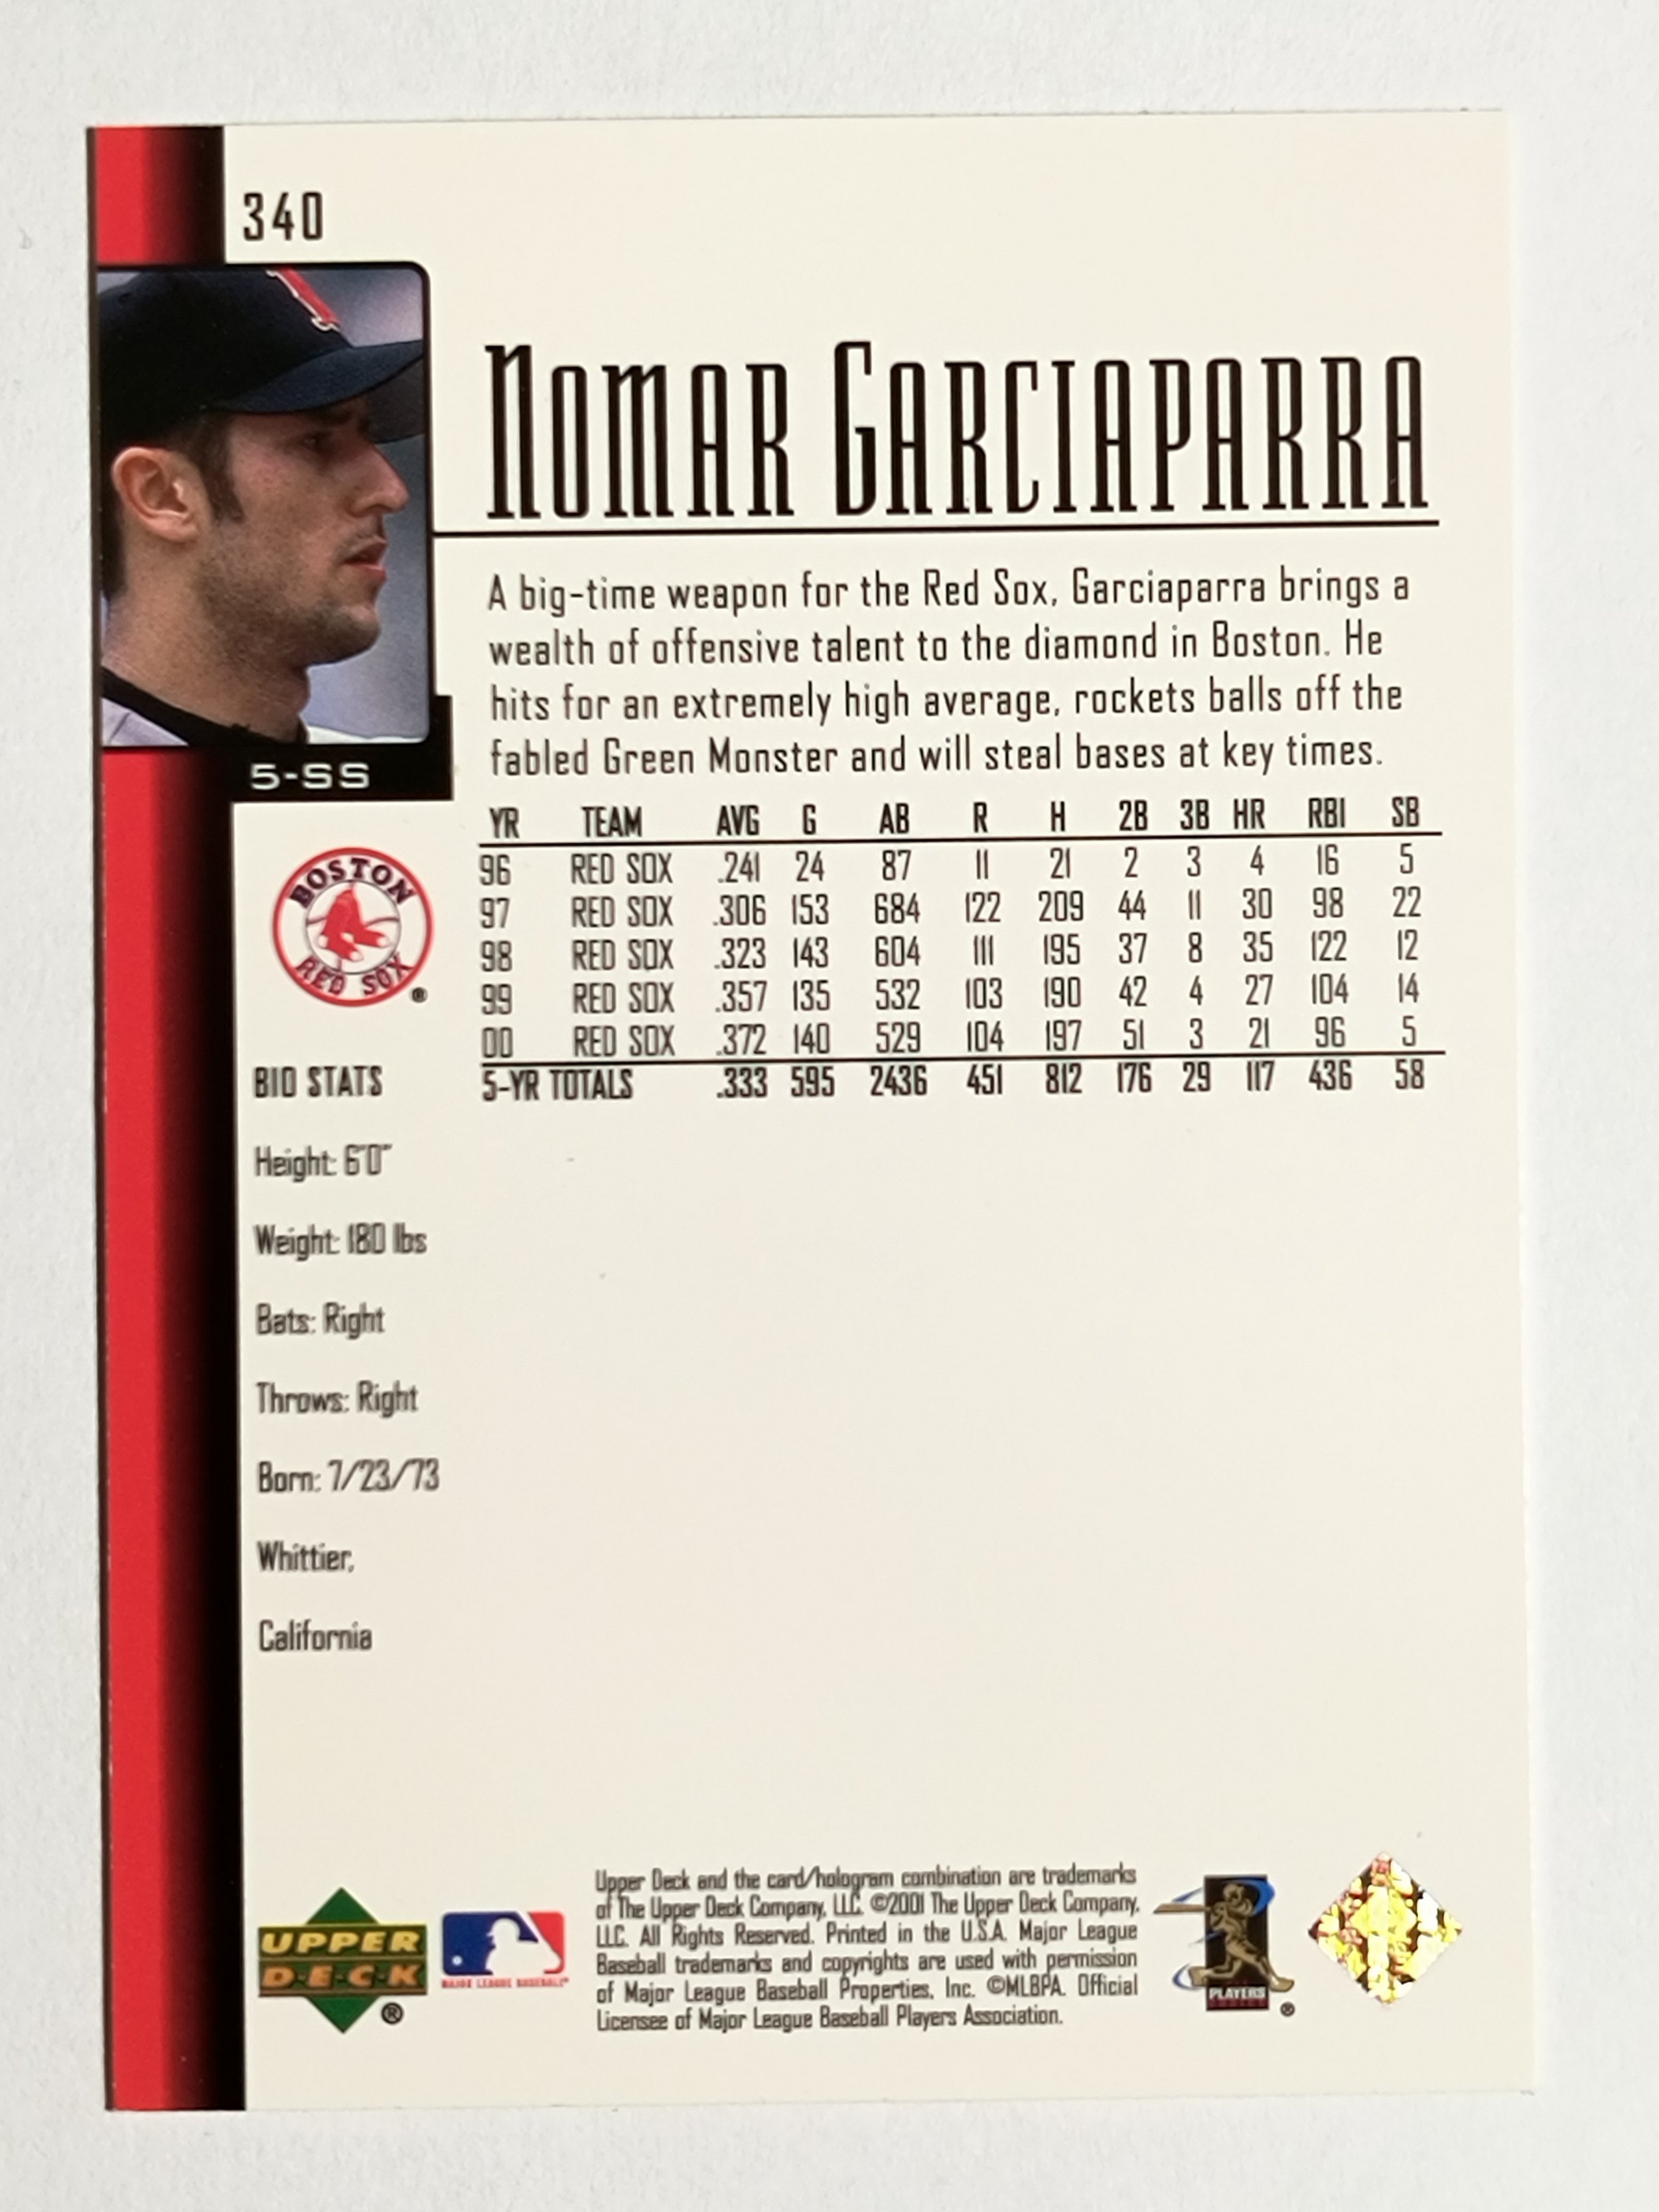 340
NOMAR GARCIAPARRA
A big-time weapon for the Red Sox, Garciaparra brings a
wealth of offensive talent to the diamond in Boston. He
hits for an extremely high average, rockets balls off the
fabled Green Monster and will steal bases at key times.
5-SS
YR TEAM AVG G AB R H 2B 3B HR RBI SB
96 RED SOX .241 24 87 11 21 2 3 4 16 5
97 RED SOX .306 153 684 122 209 44 11 30 98 22
98 RED SOX .323 143 604 111 195 37 8 35 122 12
99 RED SOX .357 135 532 103 190 42 4 27 104 14
00 RED SOX .372 140 529 104 197 51 3 21 96 5
5-YR TOTALS .333 595 2436 451 812 176 29 117 436 58
BOSTON
RED SOX
®
BIO STATS
Height: 6'0"
Weight: 180 lbs
Bats: Right
Throws: Right
Born: 7/23/73
Whittier,
California
UPPER
D·E·C·K
®
MAJOR LEAGUE BASEBALL®
Upper Deck and the card/hologram combination are trademarks
of The Upper Deck Company, LLC. ©2001 The Upper Deck Company,
LLC. All Rights Reserved. Printed in the U.S.A. Major League
Baseball trademarks and copyrights are used with permission
of Major League Baseball Properties, Inc. ©MLBPA. Official
Licensee of Major League Baseball Players Association.
PLAYERS
®